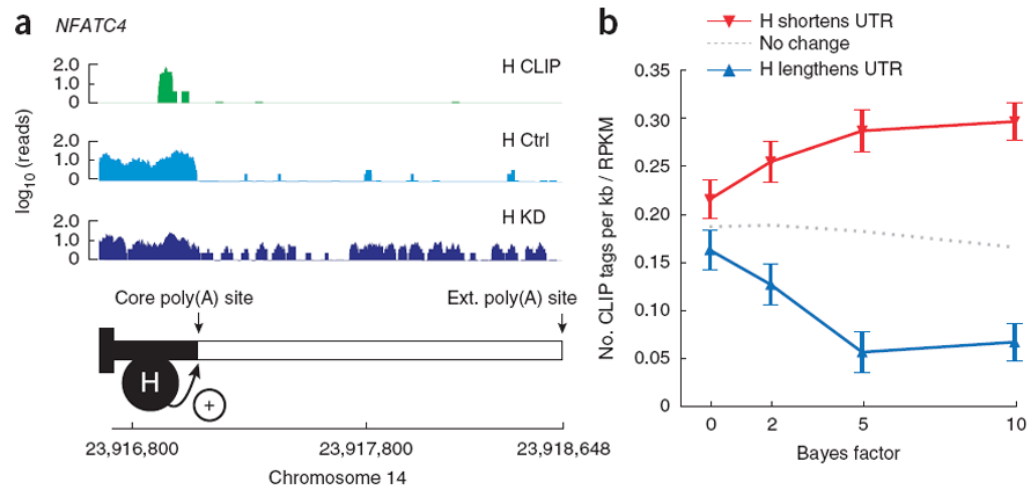 a
NFATC4
H CLIP
2.0
1.0
0
H Ctrl
2.0
1.0
0
H KD
2.0
1.0
0
log10 (reads)
Core poly(A) site
Ext. poly(A) site
H
+
23,916,800
23,917,800
23,918,648
Chromosome 14
b
H shortens UTR
No change
H lengthens UTR
0.35
0.30
0.25
0.20
0.15
0.10
0.05
0
No. CLIP tags per kb / RPKM
0
2
5
10
Bayes factor